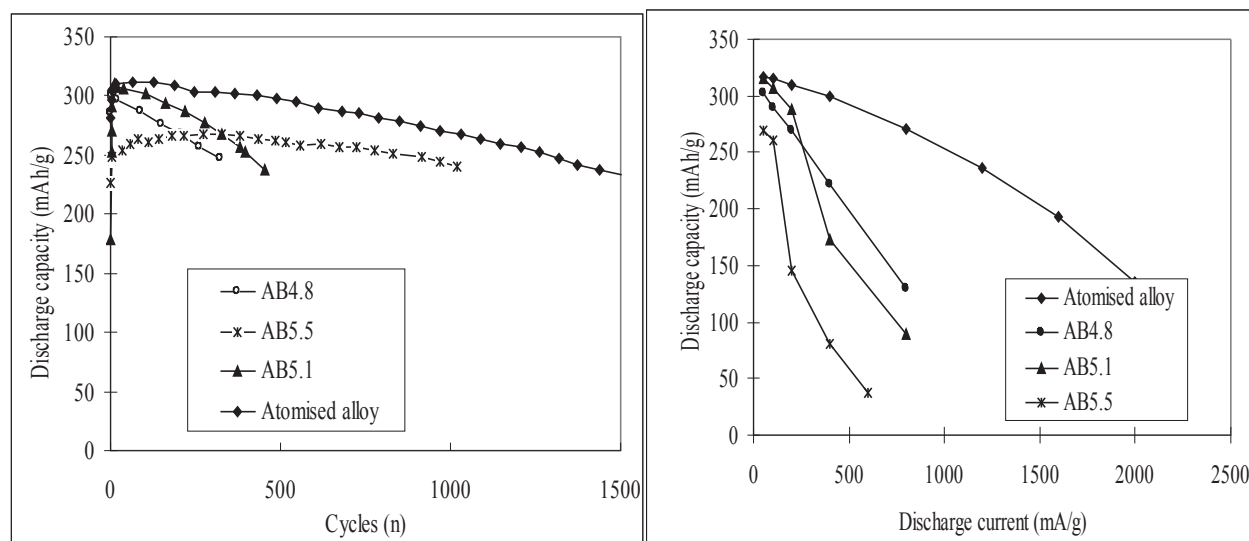 350
300
250
200
150
100
50
0
Discharge capacity (mAh/g)
AB4.8
AB5.5
AB5.1
Atomised alloy
0
500
1000
1500
Cycles (n)
350
300
250
200
150
100
50
0
Discharge capacity (mAh/g)
Atomised alloy
AB4.8
AB5.1
AB5.5
0
500
1000
1500
2000
2500
Discharge current (mA/g)